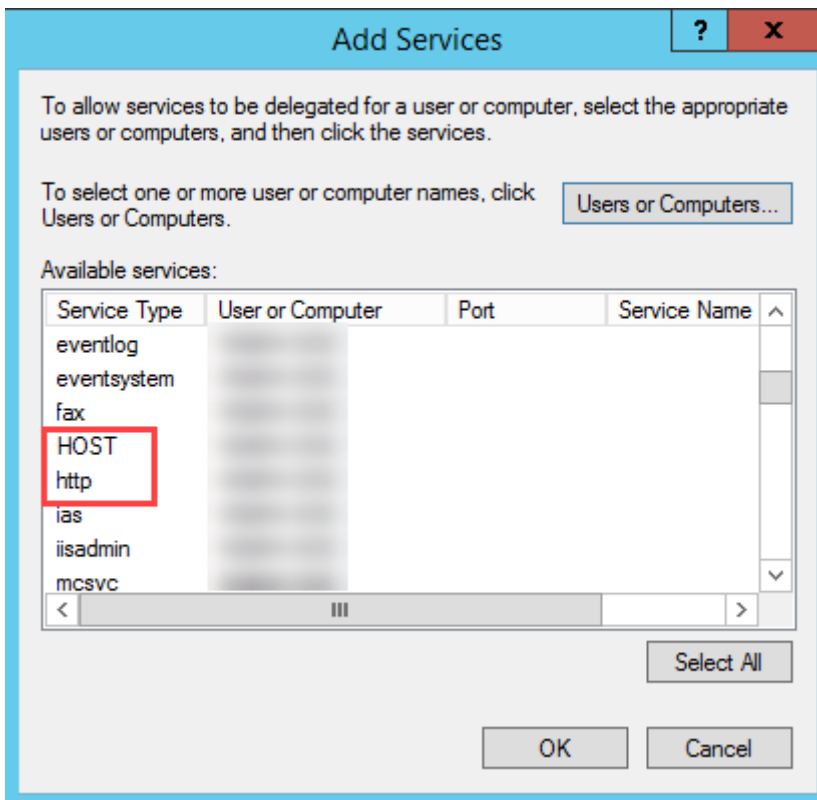 Add Services
?
x
To allow services to be delegated for a user or computer, select the appropriate
users or computers, and then click the services.
To select one or more user or computer names, click
Users or Computers.
Users or Computers...
Available services:
Service Type User or Computer Port Service Name
eventlog
eventsystem
fax
HOST
http
ias
iisadmin
mcsvc
Select All
OK
Cancel